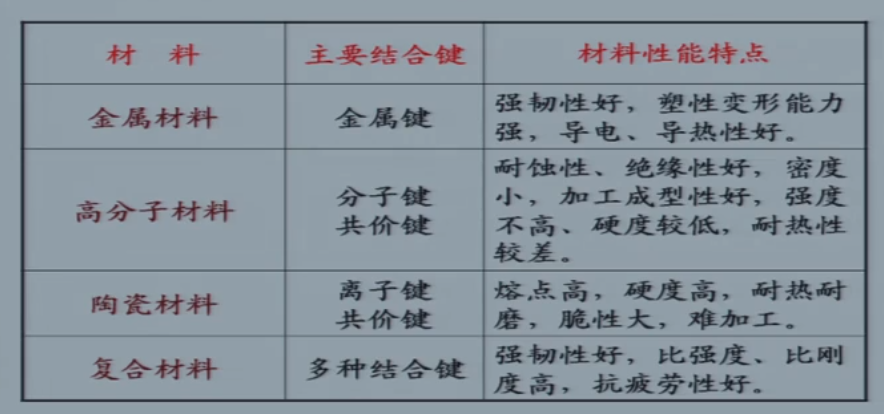 材 料
主要结合键
材料性能特点
金属材料
金属键
强韧性好，塑性变形能力
强，导电、导热性好。
高分子材料
分子键
共价键
耐蚀性、绝缘性好，密度
小，加工成型性好，强度
不高、硬度较低，耐热性
较差。
陶瓷材料
离子键
共价键
熔点高，硬度高，耐热耐
磨，脆性大，难加工。
复合材料
多种结合键
强韧性好，比强度、比刚
度高，抗疲劳性好。